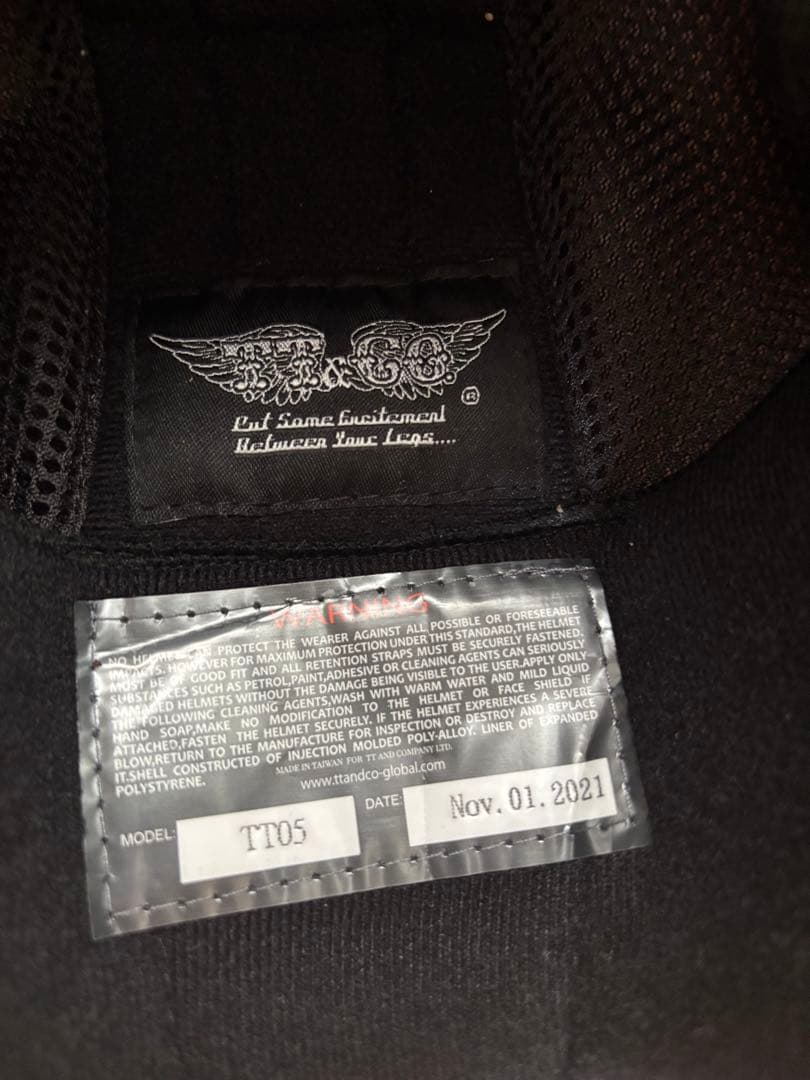 TT&CO.
®
Put Some Excitement
Between Your Legs....
WARNING
NO HELMET CAN PROTECT THE WEARER AGAINST ALL POSSIBLE OR FORESEEABLE
IMPACTS. HOWEVER FOR MAXIMUM PROTECTION UNDER THIS STANDARD,THE HELMET
MUST BE OF GOOD FIT AND ALL RETENTION STRAPS MUST BE SECURELY FASTENED.
SUBSTANCES SUCH AS PETROL,PAINT,ADHESIVE OR CLEANING AGENTS CAN SERIOUSLY
DAMAGED HELMETS WITHOUT THE DAMAGE BEING VISIBLE TO THE USER.APPLY ONLY
THE FOLLOWING CLEANING AGENTS,WASH WITH WARM WATER AND MILD LIQUID
HAND SOAP,MAKE NO MODIFICATION TO THE HELMET OR FACE SHIELD IF
ATTACHED,FASTEN THE HELMET SECURELY. IF THE HELMET EXPERIENCES A SEVERE
BLOW,RETURN TO THE MANUFACTURE FOR INSPECTION OR DESTROY AND REPLACE
IT.SHELL CONSTRUCTED OF INJECTION MOLDED POLY-ALLOY. LINER OF EXPANDED
POLYSTYRENE.
MADE IN TAIWAN FOR TT AND COMPANY LTD.
www.ttandco-global.com
MODEL: TT05
DATE: Nov. 01. 2021